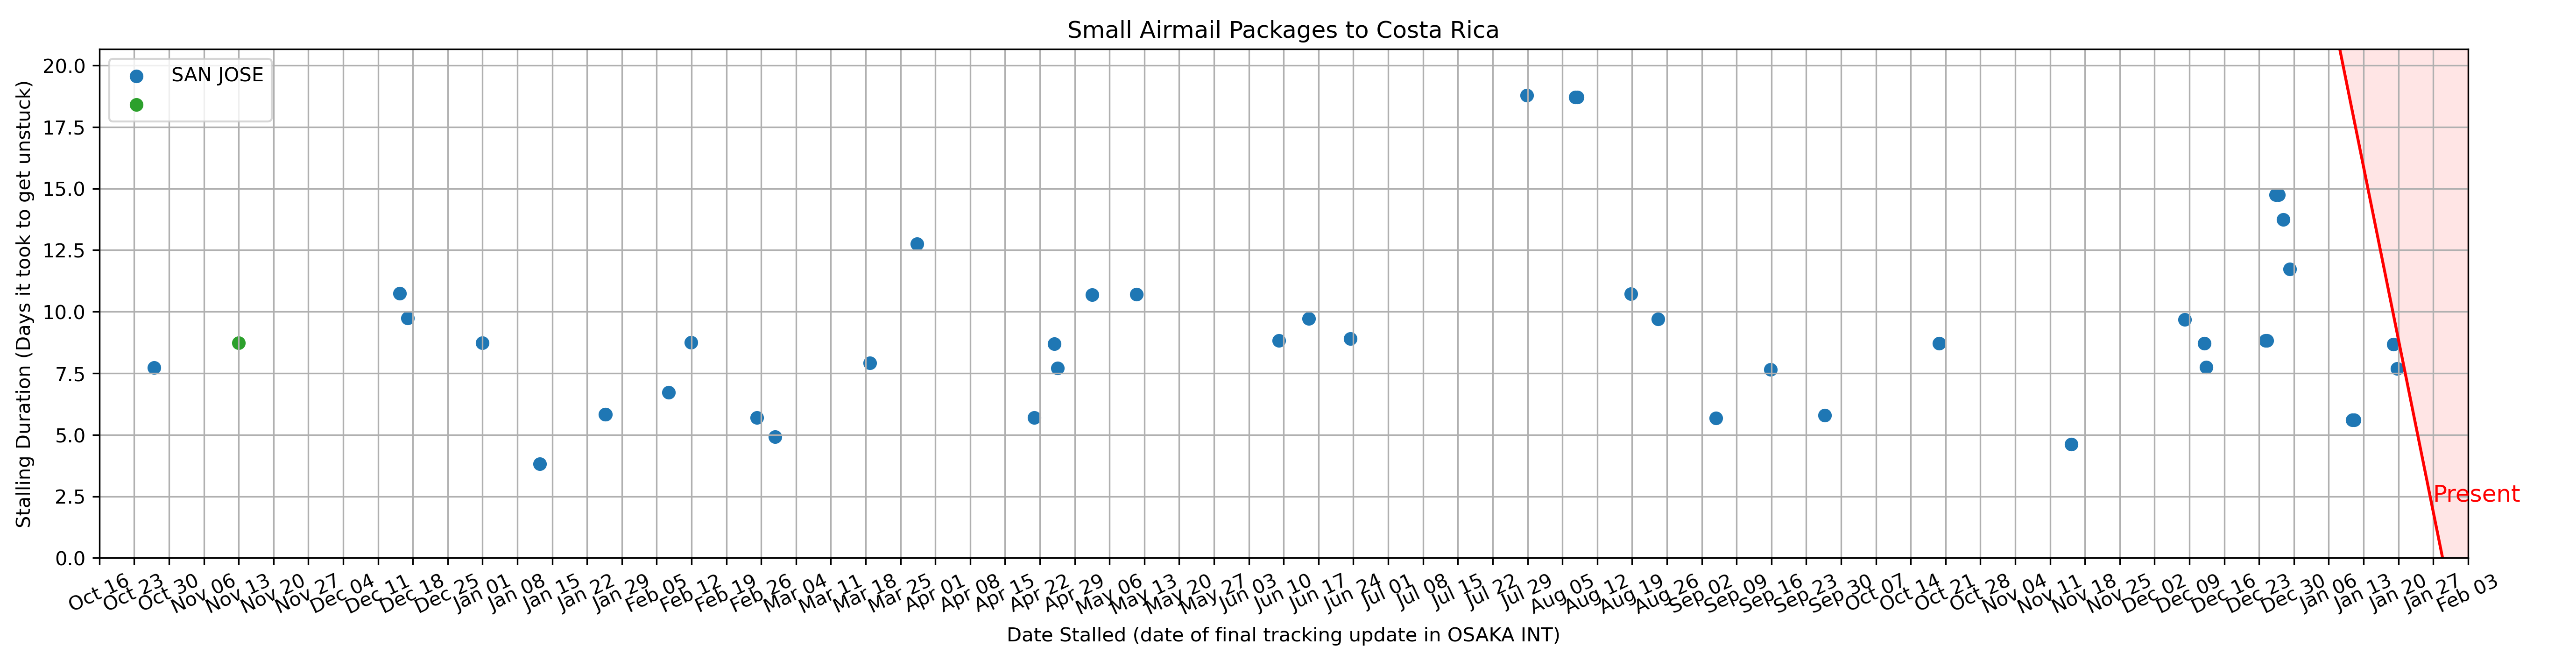 Small Airmail Packages to Costa Rica
SAN JOSE
Stalling Duration (Days it took to get unstuck)
20.0
17.5
15.0
12.5
10.0
7.5
5.0
2.5
0.0
Present
Oct 16 Oct 23 Oct 30 Nov 06 Nov 13 Nov 20 Nov 27 Dec 04 Dec 11 Dec 18 Dec 25 Jan 01 Jan 08 Jan 15 Jan 22 Jan 29 Feb 05 Feb 12 Feb 19 Feb 26 Mar 04 Mar 11 Mar 18 Mar 25 Apr 01 Apr 08 Apr 15 Apr 22 Apr 29 May 06 May 13 May 20 May 27 Jun 03 Jun 10 Jun 17 Jun 24 Jul 01 Jul 08 Jul 15 Jul 22 Jul 29 Aug 05 Aug 12 Aug 19 Aug 26 Sep 02 Sep 09 Sep 16 Sep 23 Sep 30 Oct 07 Oct 14 Oct 21 Oct 28 Nov 04 Nov 11 Nov 18 Nov 25 Dec 02 Dec 09 Dec 16 Dec 23 Dec 30 Jan 06 Jan 13 Jan 20 Jan 27 Feb 03
Date Stalled (date of final tracking update in OSAKA INT)